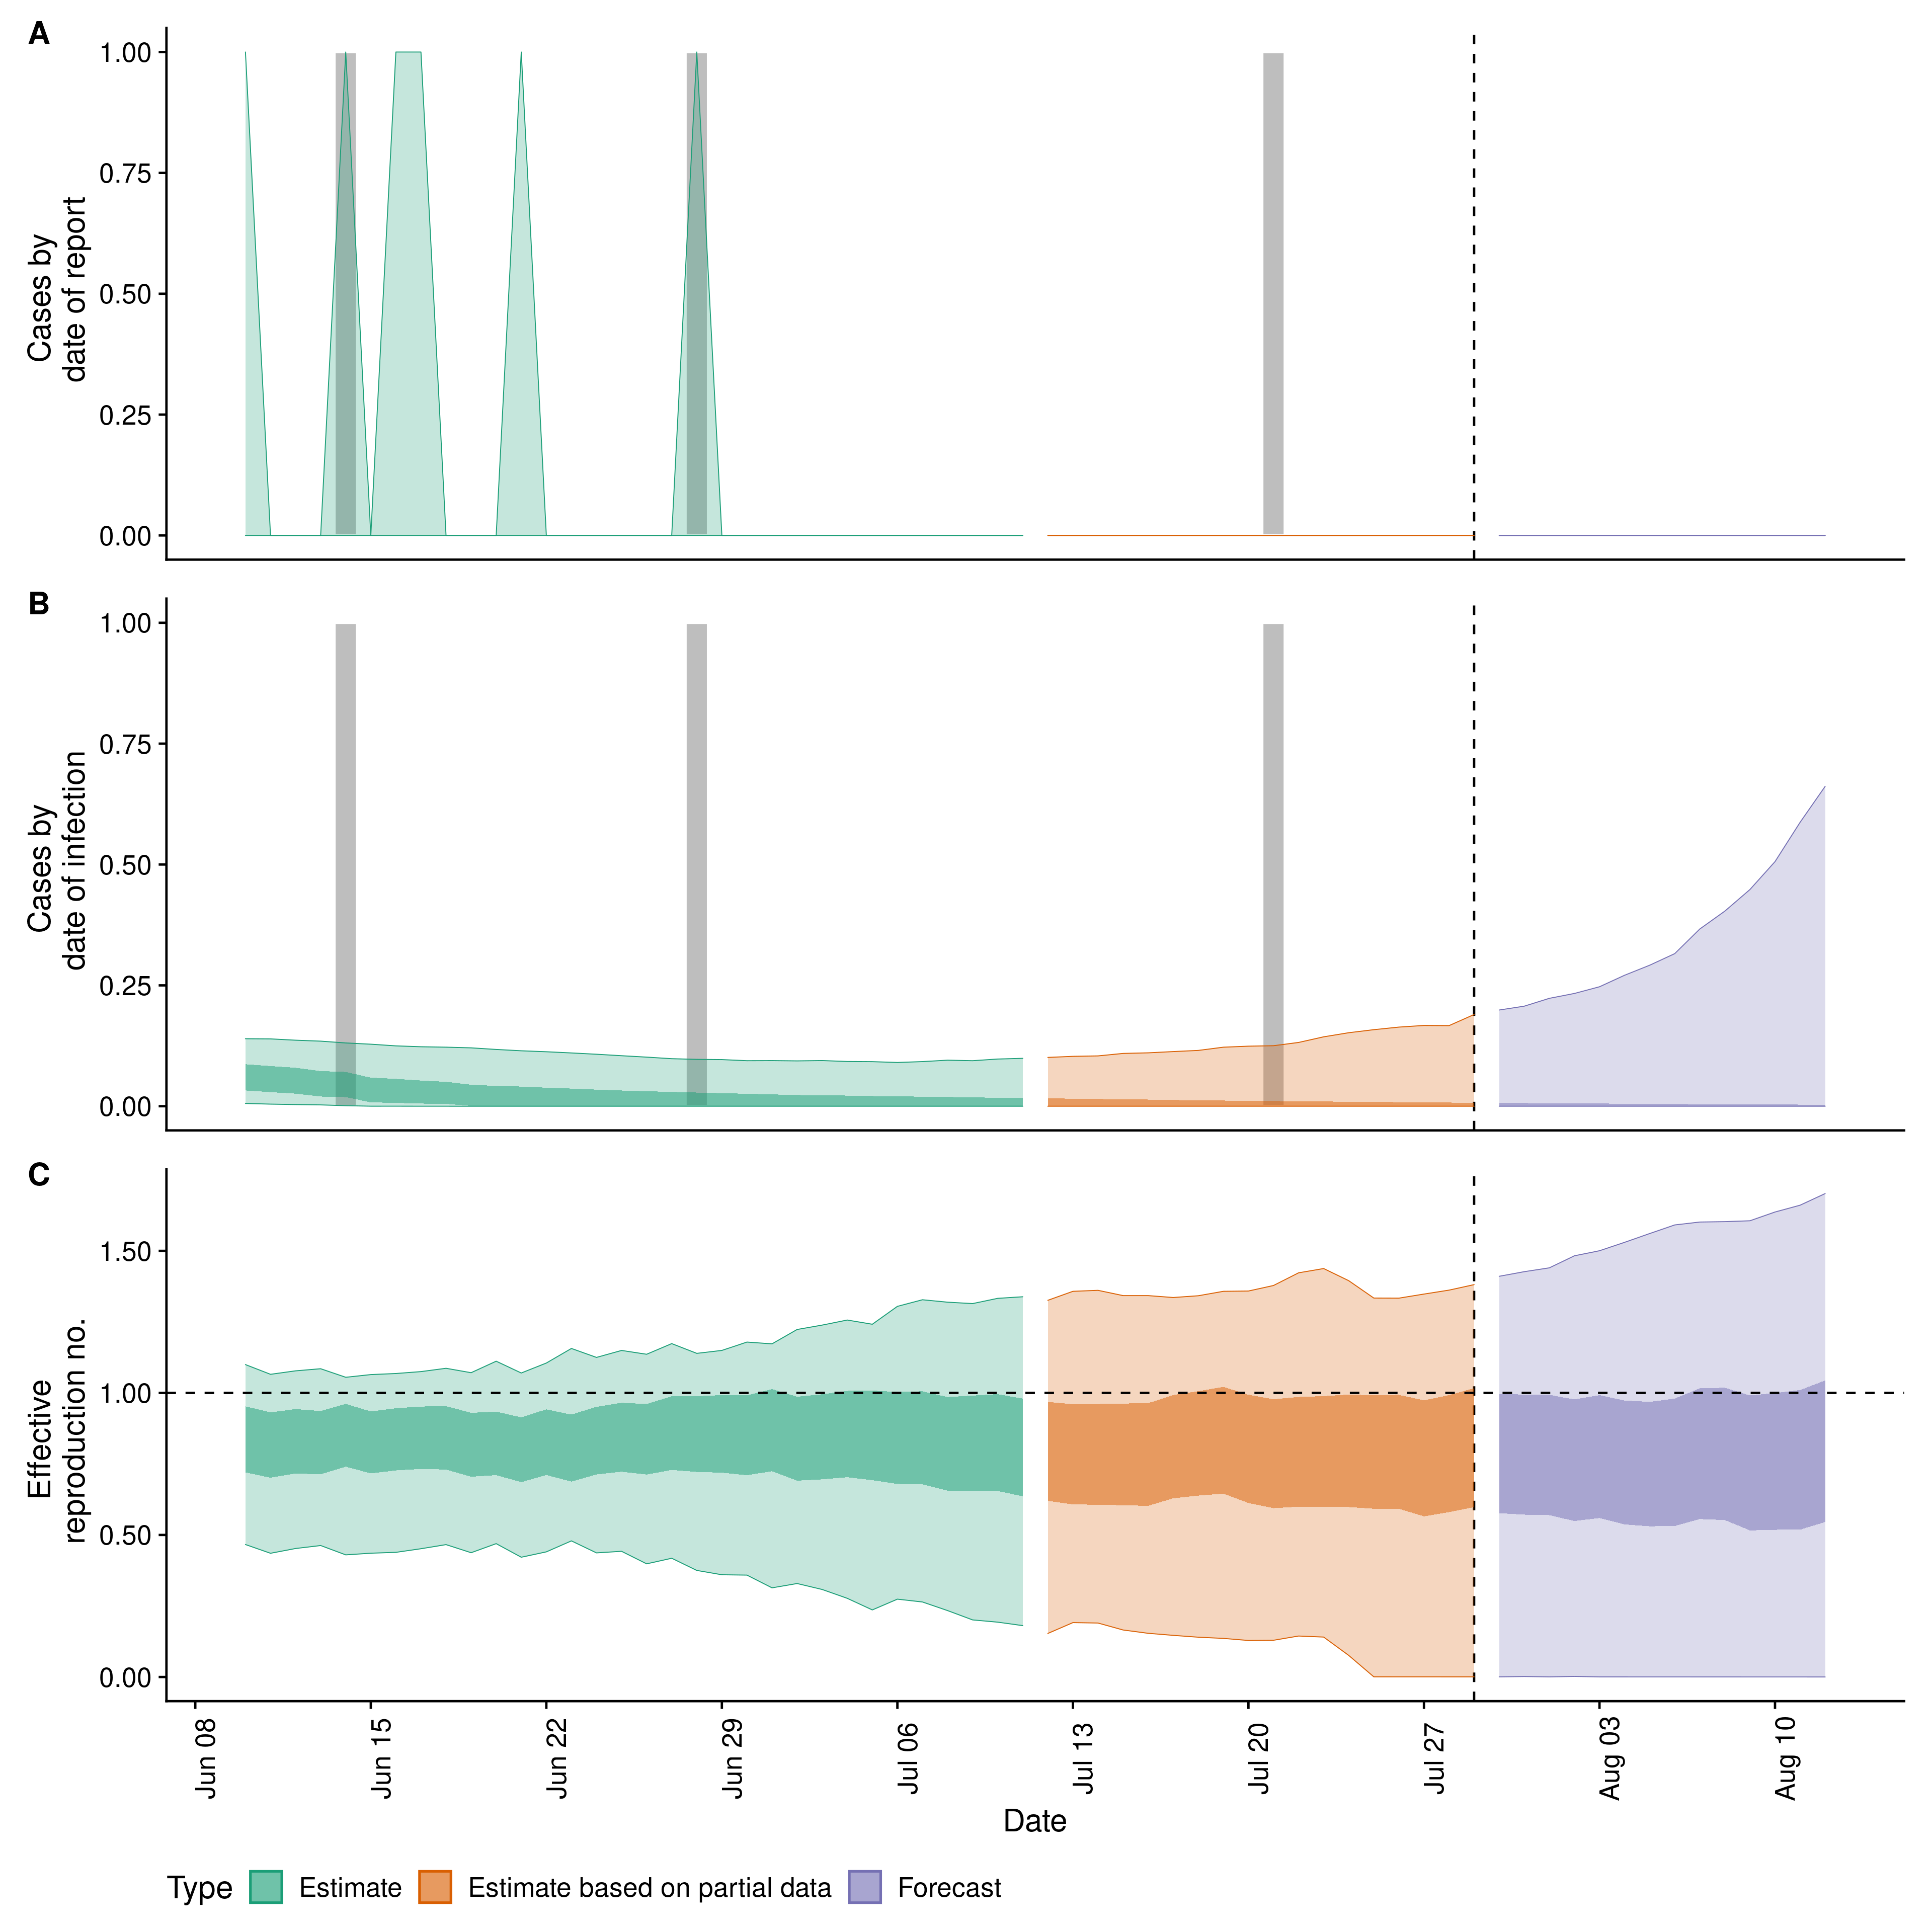 A
1.00
0.75
0.50
0.25
0.00
Cases by
date of report
B
1.00
0.75
0.50
0.25
0.00
Cases by
date of infection
C
1.50
1.00
0.50
0.00
Effective
reproduction no.
Jun 08
Jun 15
Jun 22
Jun 29
Jul 06
Jul 13
Jul 20
Jul 27
Aug 03
Aug 10
Date
Type Estimate Estimate based on partial data Forecast